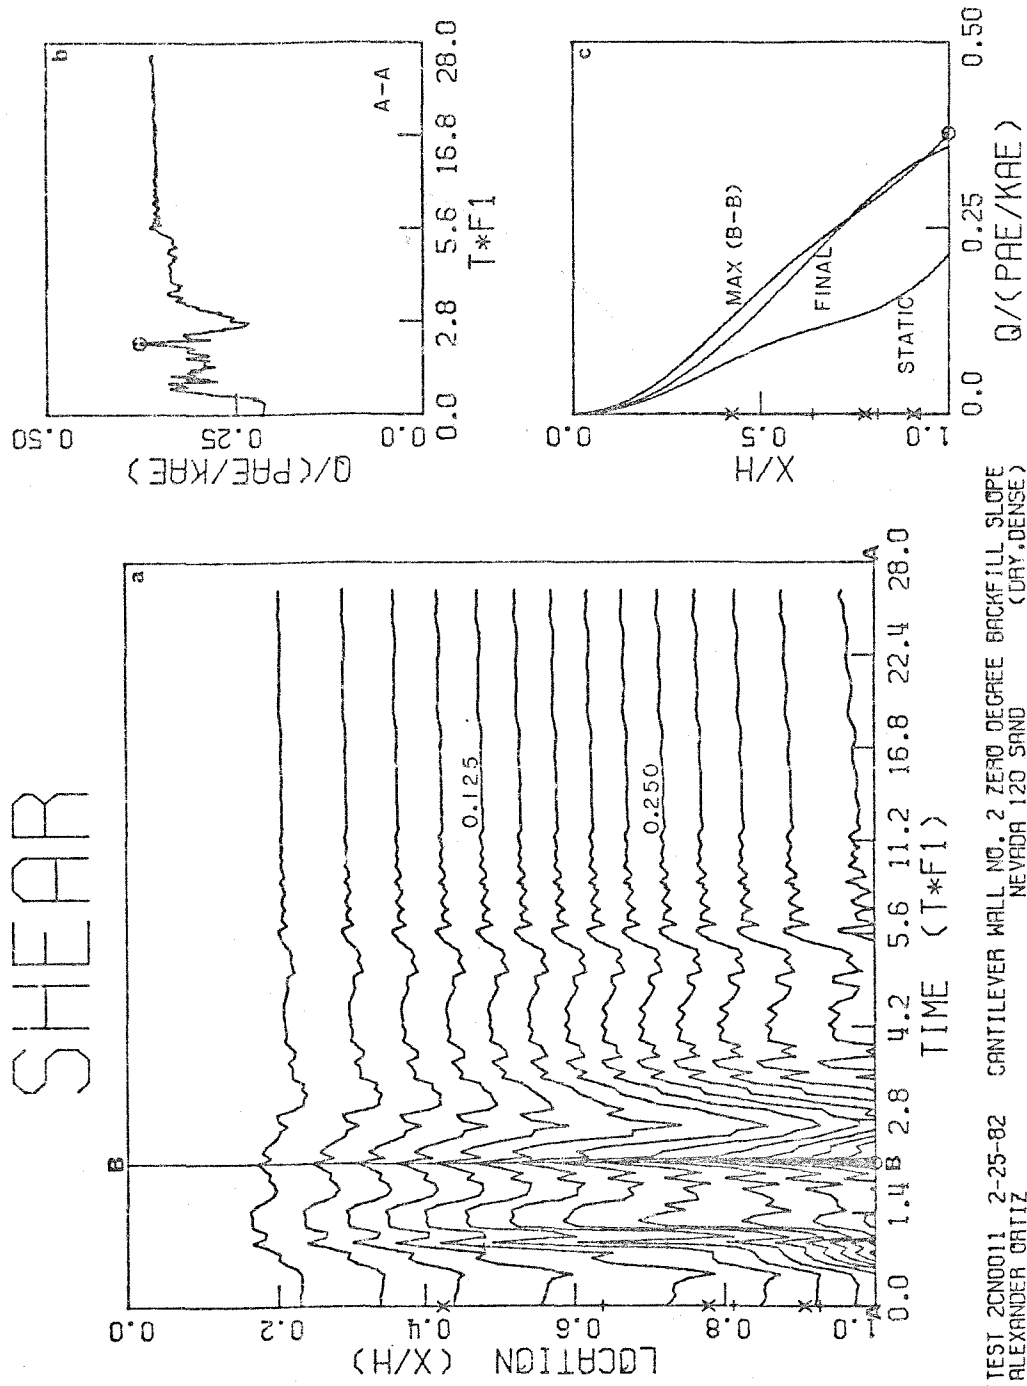 SHEAR
LOCATION (X/H)
0.0
0.2
0.4
0.6
0.8
1.0
B
a
0.125
0.250
A
A
B
0.0
1.4
2.8
4.2
5.6
11.2
16.8
22.4
28.0
TIME (T*F1)
Q/(PAE/KAE)
0.50
0.25
0.0
b
A-A
0.0
2.8
5.6
16.8
28.0
T*F1
X/H
0.0
0.5
1.0
c
MAX (B-B)
FINAL
STATIC
0.0
0.25
0.50
Q/(PAE/KAE)
TEST 2CN0011 2-25-82 CANTILEVER WALL NO. 2 ZERO DEGREE BACKFILL SLOPE
ALEXANDER ORTIZ NEVADA 120 SAND (DRY,DENSE)